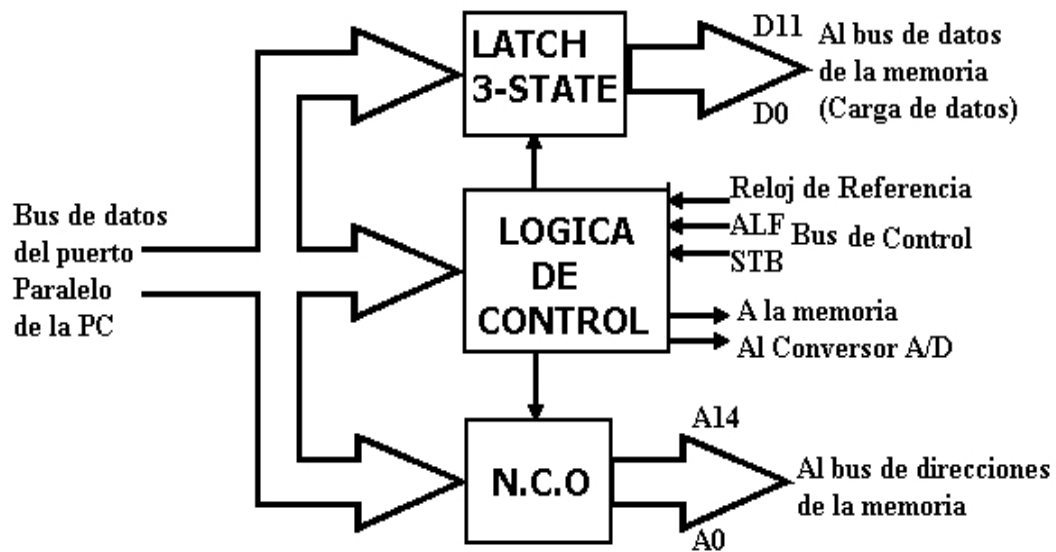 LATCH
3-STATE
D11
D0
Al bus de datos
de la memoria
(Carga de datos)
Bus de datos
del puerto
Paralelo
de la PC
LOGICA
DE
CONTROL
Reloj de Referencia
ALF
Bus de Control
STB
A la memoria
Al Conversor A/D
N.C.O
A14
A0
Al bus de direcciones
de la memoria